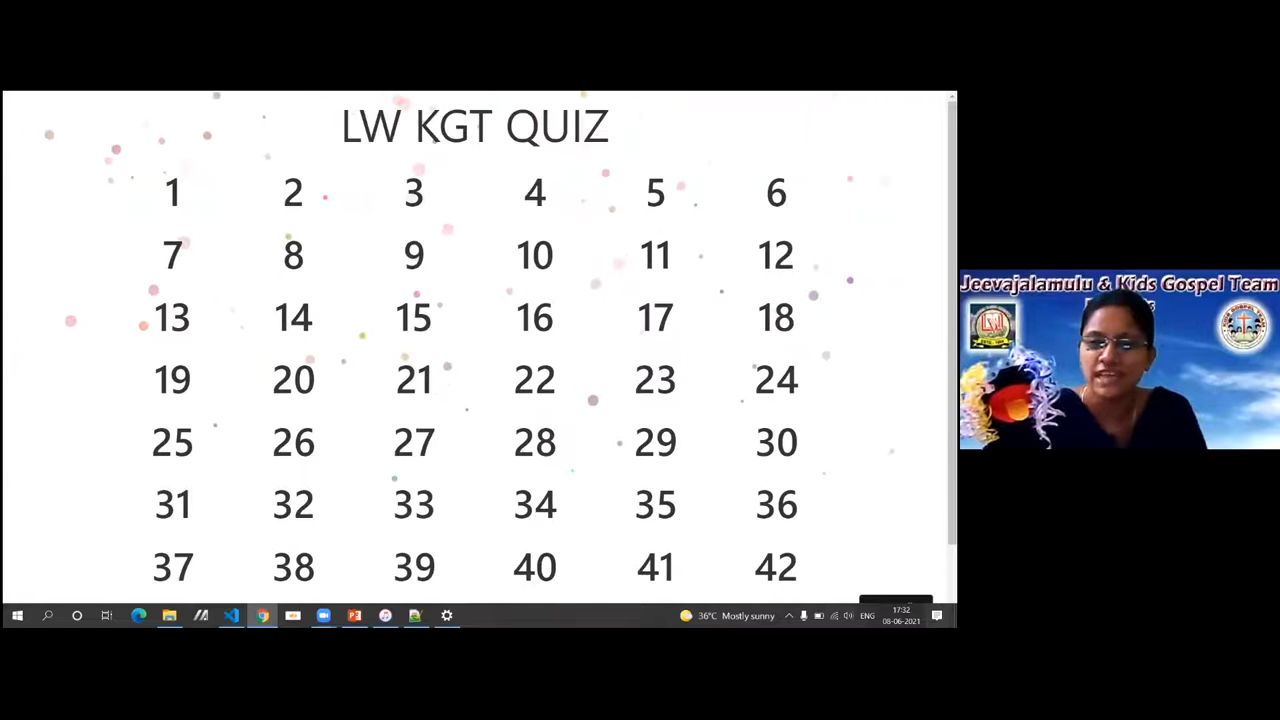 LW KGT QUIZ
1 2 3 4 5 6
7 8 9 10 11 12
13 14 15 16 17 18
19 20 21 22 23 24
25 26 27 28 29 30
31 32 33 34 35 36
37 38 39 40 41 42
36°C Mostly sunny
ENG
17:32
08-06-2021
Jeevajalamulu & Kids Gospel Team
LW